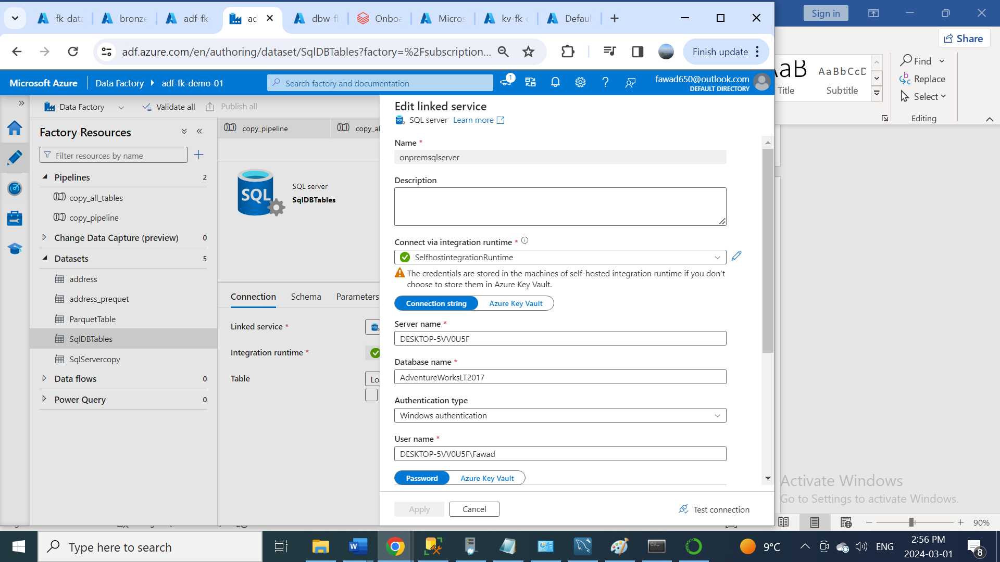 fk-data
bronze
adf-fk-
ad
dbw-fk
Onboa
Micros
kv-fk-
Defaul
Sign in
adf.azure.com/en/authoring/dataset/SqlDBTables?factory=%2Fsubscription...
Finish update
Share
Microsoft Azure
Data Factory
adf-fk-demo-01
Search factory and documentation
1
fawad650@outlook.com
DEFAULT DIRECTORY
AaB
AaBbCcD
Title
Subtitle
Find
Replace
Select
Editing
Data Factory
Validate all
Publish all
Factory Resources
Filter resources by name
Pipelines 2
copy_all_tables
copy_pipeline
Change Data Capture (preview) 0
Datasets 5
address
address_prequet
ParquetTable
SqlDBTables
SqlServercopy
Data flows 0
Power Query 0
copy_pipeline
copy_al
SQL
SQL server
SqlDBTables
Connection
Schema
Parameters
Linked service *
SQL
Integration runtime *
Table
Lo
Edit linked service
SQL
SQL server
Learn more
Name *
onpremsqlserver
Description
Connect via integration runtime *
SelfhostintegrationRuntime
The credentials are stored in the machines of self-hosted integration runtime if you don't
choose to store them in Azure Key Vault.
Connection string
Azure Key Vault
Server name *
DESKTOP-5VV0U5F
Database name *
AdventureWorksLT2017
Authentication type
Windows authentication
User name *
DESKTOP-5VV0U5F\Fawad
Password
Azure Key Vault
Apply
Cancel
Test connection
Activate Windows
Go to Settings to activate Windows.
90%
Type here to search
9°C
ENG
2:56 PM
2024-03-01
8